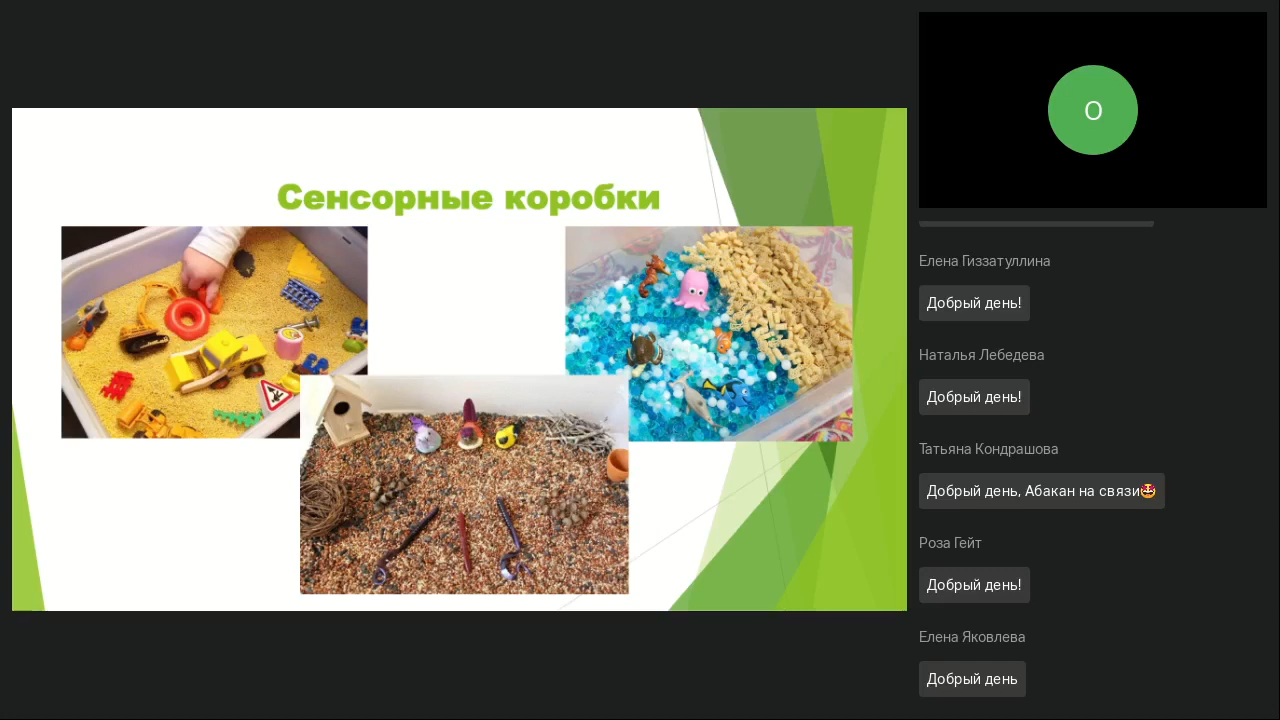 Сенсорные коробки
О
Елена Гиззатуллина
Добрый день!
Наталья Лебедева
Добрый день!
Татьяна Кондрашова
Добрый день, Абакан на связи🤩
Роза Гейт
Добрый день!
Елена Яковлева
Добрый день